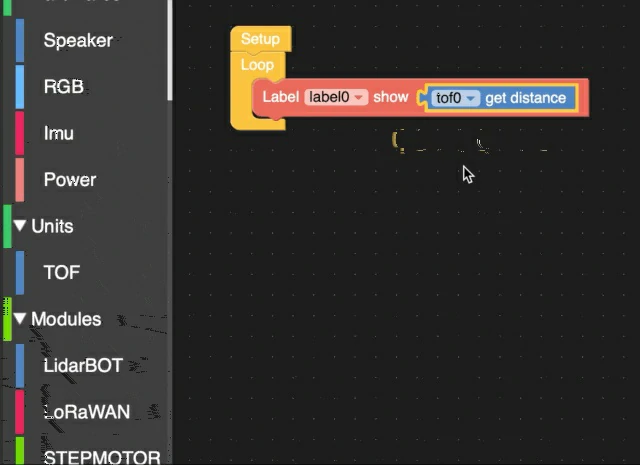 Speaker
RGB
Imu
Power
Units
TOF
Modules
LidarBOT
LoRaWAN
STEPMOTOR
Setup
Loop
Label label0 show tof0 get distance